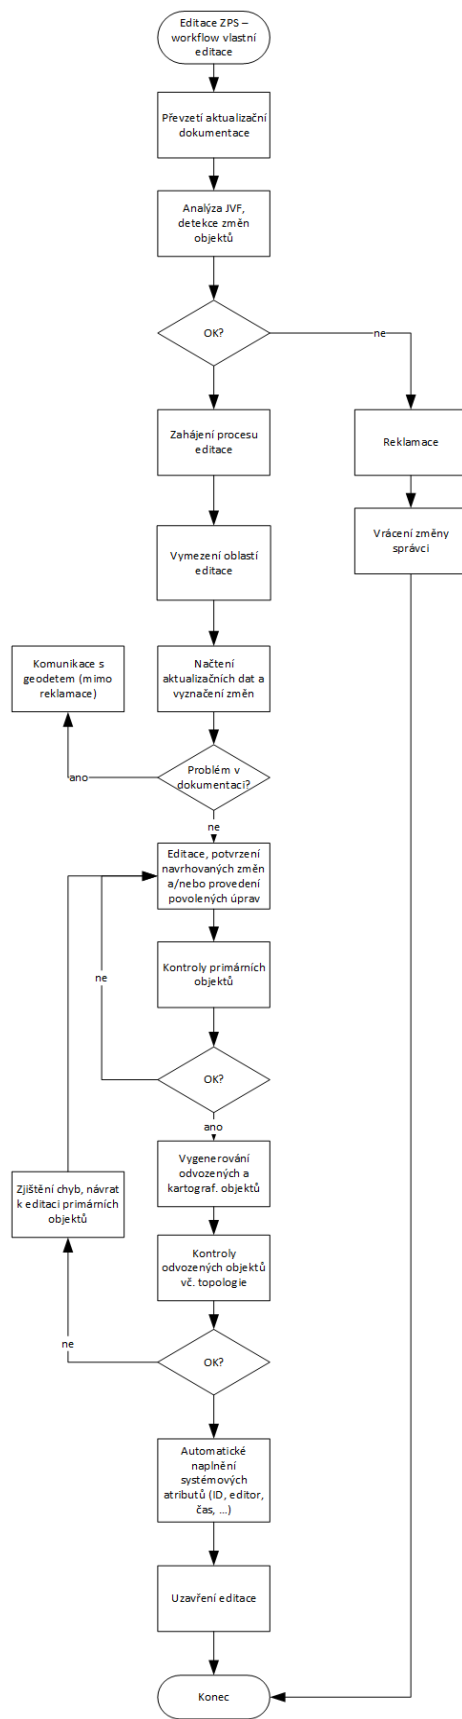 Editace ZPS –
workflow vlastní
editace
Převzetí aktualizační
dokumentace
Analýza JVF,
detekce změn
objektů
OK?
ne
Zahájení procesu
editace
Reklamace
Vymezení oblastí
editace
Vrácení změny
správci
Komunikace s
geodetem (mimo
reklamace)
Načtení
aktualizačních dat a
vyznačení změn
Problém v
dokumentaci?
ano
ne
Editace, potvrzení
navrhovaných změn
a/nebo provedení
povolených úprav
Kontroly primárních
objektů
ne
OK?
ano
Vygenerování
odvozených a
kartograf. objektů
Zjištění chyb, návrat
k editaci primárních
objektů
Kontroly
odvozených objektů
vč. topologie
ne
OK?
Automatické
naplnění
systémových
atributů (ID, editor,
čas, …)
Uzavření editace
Konec